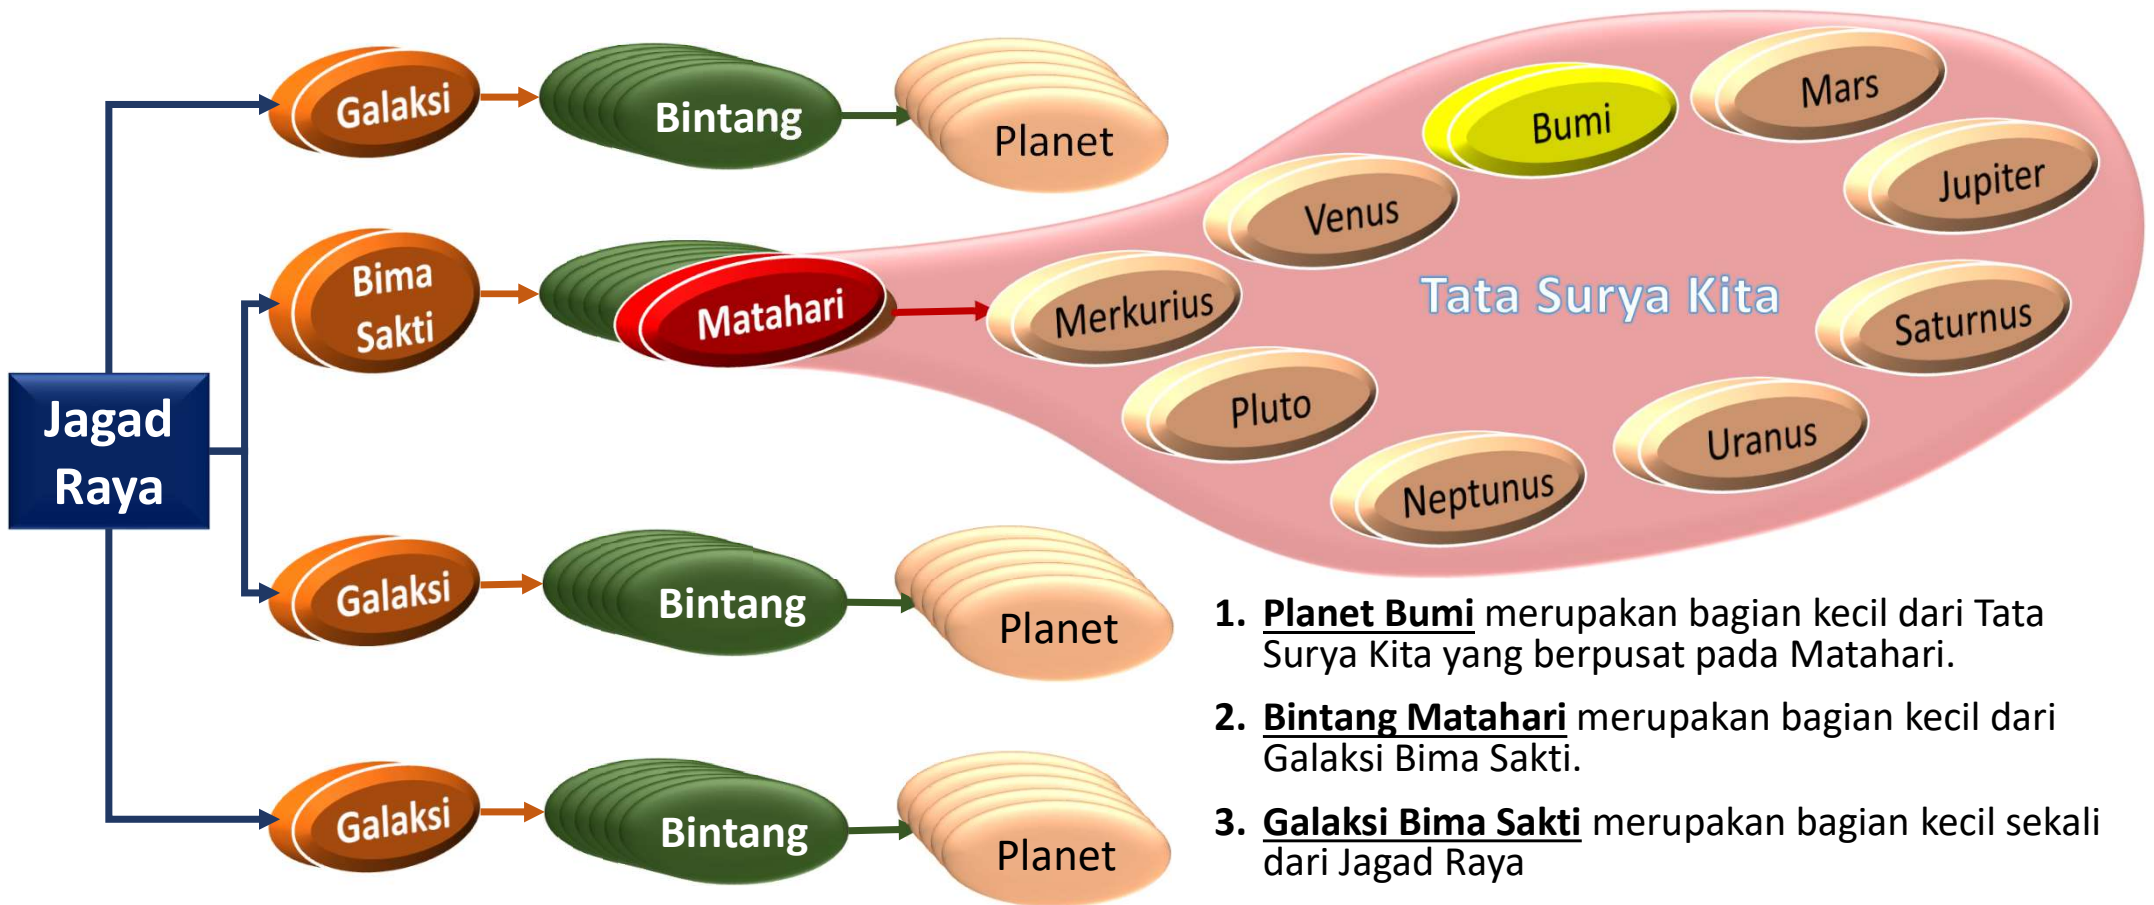 Jagad
Raya
Galaksi
Bintang
Planet
Bima
Sakti
Matahari
Merkurius
Venus
Bumi
Mars
Jupiter
Saturnus
Uranus
Neptunus
Pluto
Tata Surya Kita
Galaksi
Bintang
Planet
Galaksi
Bintang
Planet
1. Planet Bumi merupakan bagian kecil dari Tata
Surya Kita yang berpusat pada Matahari.
2. Bintang Matahari merupakan bagian kecil dari
Galaksi Bima Sakti.
3. Galaksi Bima Sakti merupakan bagian kecil sekali
dari Jagad Raya